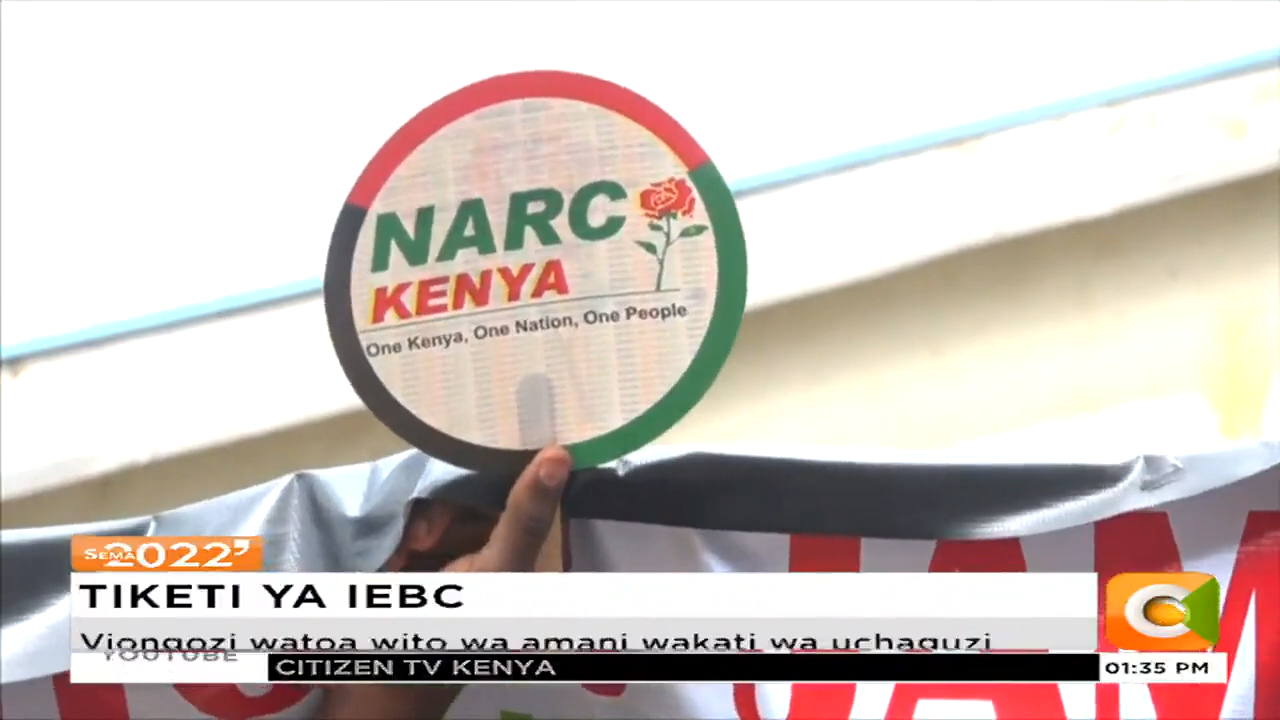 NARC
KENYA
One Kenya, One Nation, One People
SEMA 2022’
TIKETI YA IEBC
Viongozi watoa wito wa amani wakati wa uchaguzi
YOUTUBE
CITIZEN TV KENYA
01:35 PM